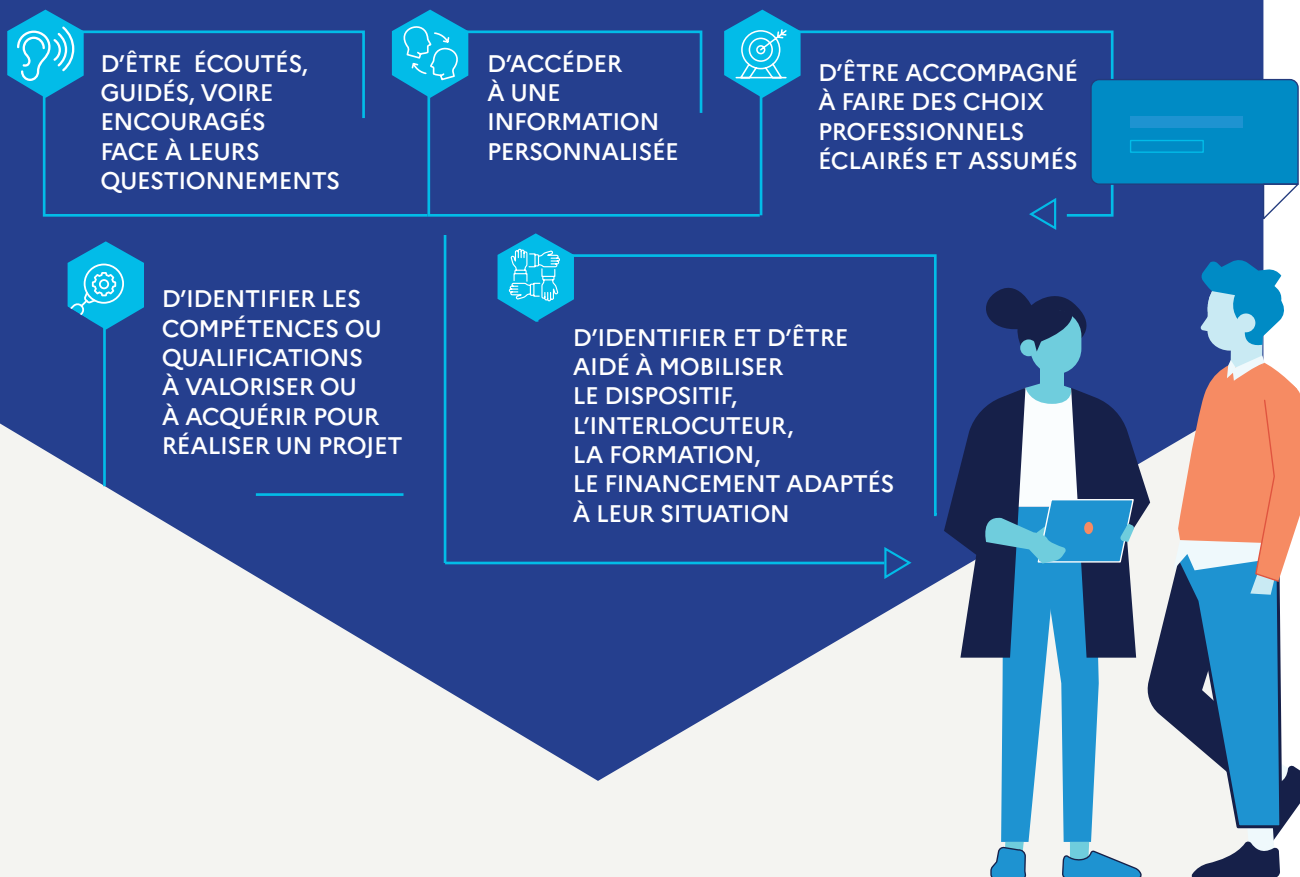 D'ÊTRE ÉCOUTÉS,
GUIDÉS, VOIRE
ENCOURAGÉS
FACE À LEURS
QUESTIONNEMENTS
D'ACCÉDER
À UNE
INFORMATION
PERSONNALISÉE
D'ÊTRE ACCOMPAGNÉ
À FAIRE DES CHOIX
PROFESSIONNELS
ÉCLAIRÉS ET ASSUMÉS
D'IDENTIFIER LES
COMPÉTENCES OU
QUALIFICATIONS
À VALORISER OU
À ACQUÉRIR POUR
RÉALISER UN PROJET
D'IDENTIFIER ET D'ÊTRE
AIDÉ À MOBILISER
LE DISPOSITIF,
L'INTERLOCUTEUR,
LA FORMATION,
LE FINANCEMENT ADAPTÉS
À LEUR SITUATION